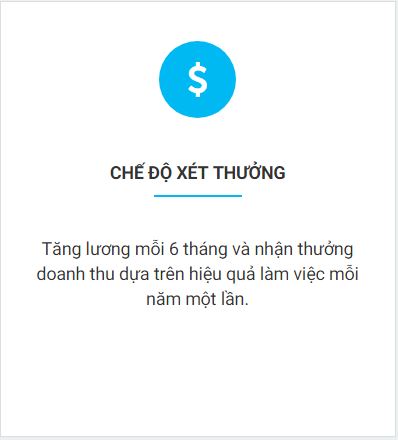 $
CHẾ ĐỘ XÉT THƯỞNG
Tăng lương mỗi 6 tháng và nhận thưởng
doanh thu dựa trên hiệu quả làm việc mỗi
năm một lần.